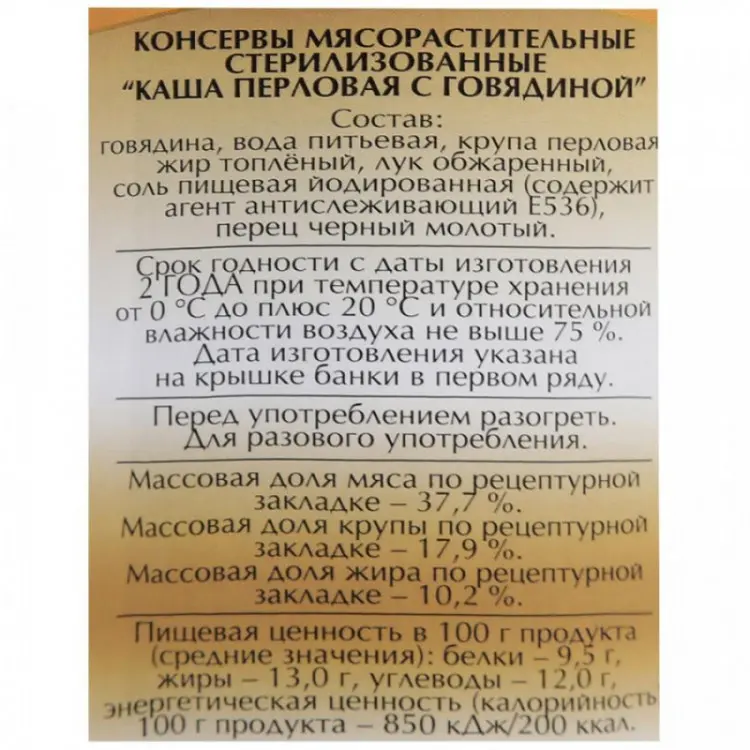 КОНСЕРВЫ МЯСОРАСТИТЕЛЬНЫЕ
СТЕРИЛИЗОВАННЫЕ
“КАША ПЕРЛОВАЯ С ГОВЯДИНОЙ”
Состав:
говядина, вода питьевая, крупа перловая
жир топлёный, лук обжаренный,
соль пищевая йодированная (содержит
агент антислеживающий Е536),
перец черный молотый.
Срок годности с даты изготовления
2 ГОДА при температуре хранения
от 0 °С до плюс 20 °С и относительной
влажности воздуха не выше 75 %.
Дата изготовления указана
на крышке банки в первом ряду.
Перед употреблением разогреть.
Для разового употребления.
Массовая доля мяса по рецептурной
закладке – 37,7 %.
Массовая доля крупы по рецептурной
закладке – 17,9 %.
Массовая доля жира по рецептурной
закладке – 10,2 %.
Пищевая ценность в 100 г продукта
(средние значения): белки – 9,5 г,
жиры – 13,0 г, углеводы – 12,0 г,
энергетическая ценность (калорийность
100 г продукта – 850 кДж/200 ккал.